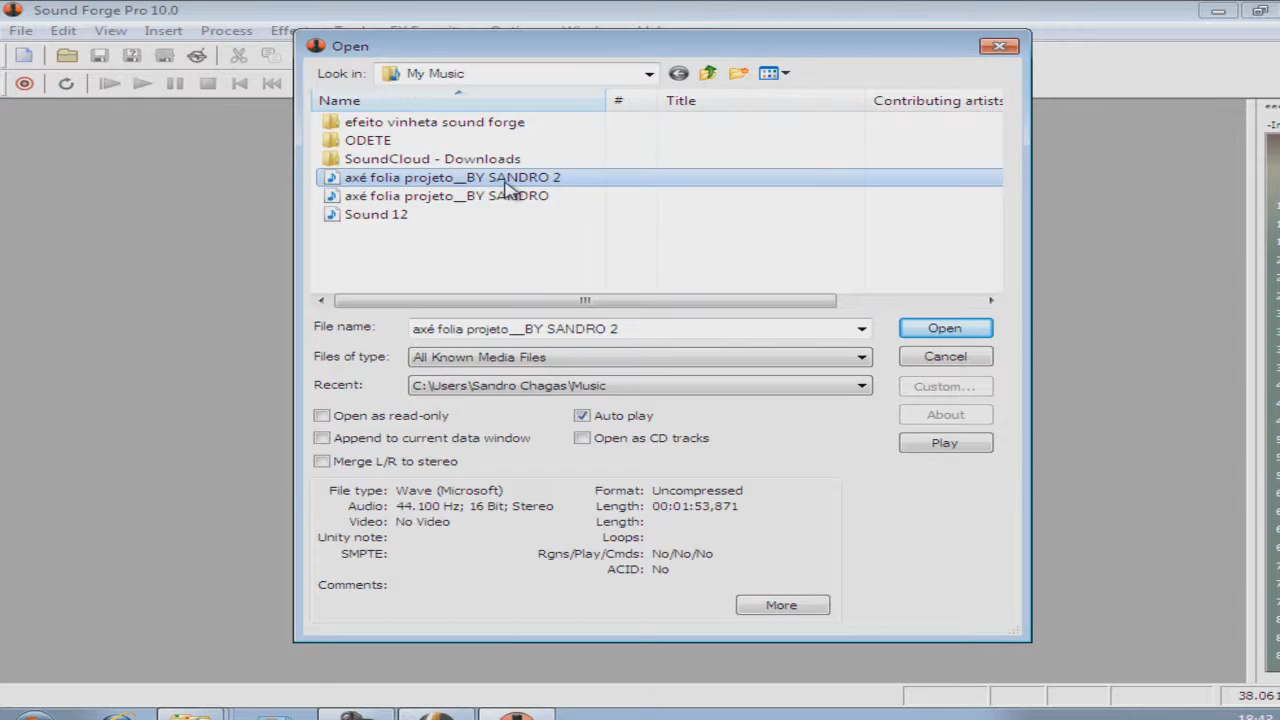 Sound Forge Pro 10.0
File Edit View Insert Process
Open
Look in: My Music
Name # Title Contributing artists
efeito vinheta sound forge
ODETE
SoundCloud - Downloads
axé folia projeto__BY SANDRO 2
axé folia projeto__BY SANDRO
Sound 12
File name: axé folia projeto__BY SANDRO 2 Open
Files of type: All Known Media Files Cancel
Recent: C:\Users\Sandro Chagas\Music Custom...
Open as read-only Auto play About
Append to current data window Open as CD tracks Play
Merge L/R to stereo
File type: Wave (Microsoft) Format: Uncompressed
Audio: 44.100 Hz; 16 Bit; Stereo Length: 00:01:53,871
Video: No Video Length:
Unity note: Loops:
SMPTE: Rgns/Play/Cmds: No/No/No
ACID: No
Comments:
More
38.061